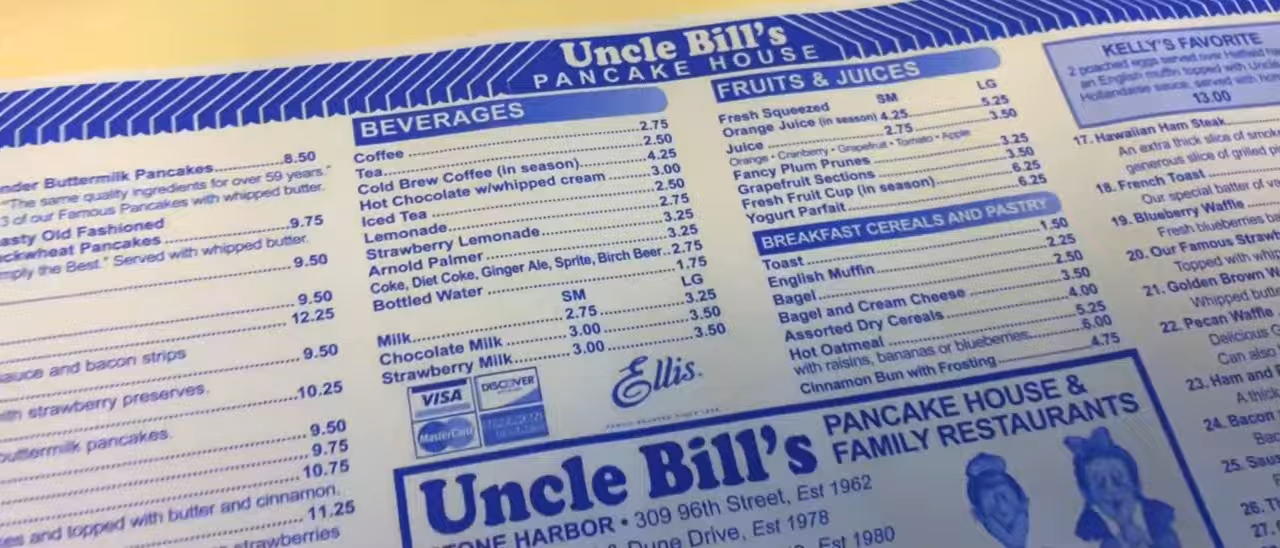 Uncle Bill's
PANCAKE HOUSE
nder Buttermilk Pancakes 8.50
"The same quality ingredients for over 59 years."
3 of our Famous Pancakes with whipped butter.
asty Old Fashioned
ckwheat Pancakes 9.75
mply the Best." Served with whipped butter.
9.50
9.50
12.25
auce and bacon strips
9.50
ith strawberry preserves.
10.25
outtermilk pancakes.
9.50
9.75
10.75
es and topped with butter and cinnamon.
11.25
strawberries
BEVERAGES
Coffee 2.75
Tea 2.50
Cold Brew Coffee (in season) 4.25
Hot Chocolate w/whipped cream 3.00
Iced Tea 2.50
Lemonade 2.75
Strawberry Lemonade 3.25
Arnold Palmer 3.25
Coke, Diet Coke, Ginger Ale, Sprite, Birch Beer 2.75
Bottled Water 1.75
SM LG
Milk 2.75 3.25
Chocolate Milk 3.00 3.50
Strawberry Milk 3.00 3.50
VISA
DISCOVER
MasterCard
Ellis.
FRUITS & JUICES
SM LG
Fresh Squeezed
Orange Juice (in season) 4.25 5.25
Juice 2.75 3.50
Orange • Cranberry • Grapefruit • Tomato • Apple
Fancy Plum Prunes 3.25
Grapefruit Sections 3.50
Fresh Fruit Cup (in season) 6.25
Yogurt Parfait 6.25
BREAKFAST CEREALS AND PASTRY
Toast 1.50
English Muffin 2.25
Bagel 2.50
Bagel and Cream Cheese 3.50
Assorted Dry Cereals 4.00
Hot Oatmeal 5.25
with raisins, bananas or blueberries 6.00
Cinnamon Bun with Frosting 4.75
Uncle Bill's PANCAKE HOUSE &
FAMILY RESTAURANTS
TONE HARBOR • 309 96th Street, Est 1962
Dune Drive, Est 1978
Est 1980
KELLY'S FAVORITE
2 poached eggs served over Hatfield
an English muffin topped with Uncle
Hollandaise sauce, served with
13.00
17. Hawaiian Ham Steak
An extra thick slice of smok
generous slice of grilled p
18. French Toast
Our special batter of
19. Blueberry Waffle
Fresh blueberries
20. Our Famous Strawb
Topped with whip
21. Golden Brown W
Whipped butt
22. Pecan Waffle
Delicious
Can also
23. Ham and
A thick
24. Bacon
25. Saus
26.
27.